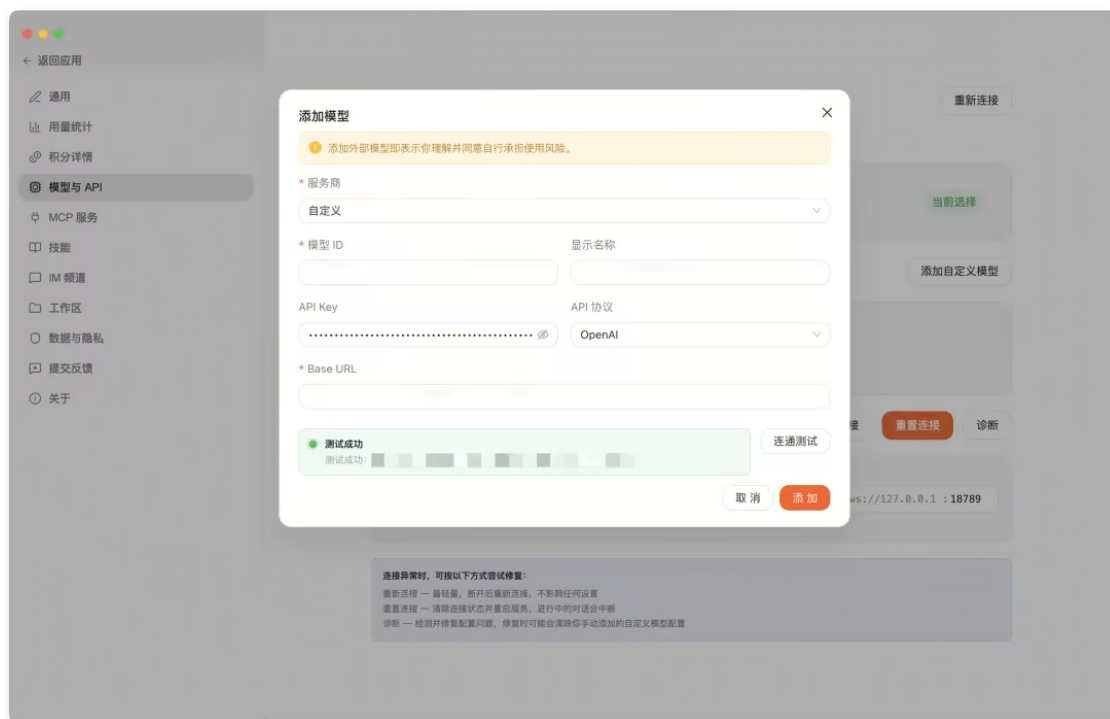 返回应用
通用
用量统计
积分详情
模型与 API
MCP 服务
技能
IM 频道
工作区
数据与隐私
提交反馈
关于
重新连接
当前选择
添加自定义模型
添加模型
添加外部模型即表示你理解并同意自行承担使用风险。
* 服务商
自定义
* 模型 ID
显示名称
API Key
API 协议
OpenAI
* Base URL
测试成功
测试成功:
连通测试
取消
添加
接
重置连接
诊断
ws://127.0.0.1 : 18789
连接异常时，可按以下方式尝试修复：
重新连接 — 最轻量，断开后重新连接，不影响任何设置
重置连接 — 清除连接状态并重启服务，进行中的对话会中断
诊断 — 检测并修复配置问题，修复时可能会清除你手动添加的自定义模型配置